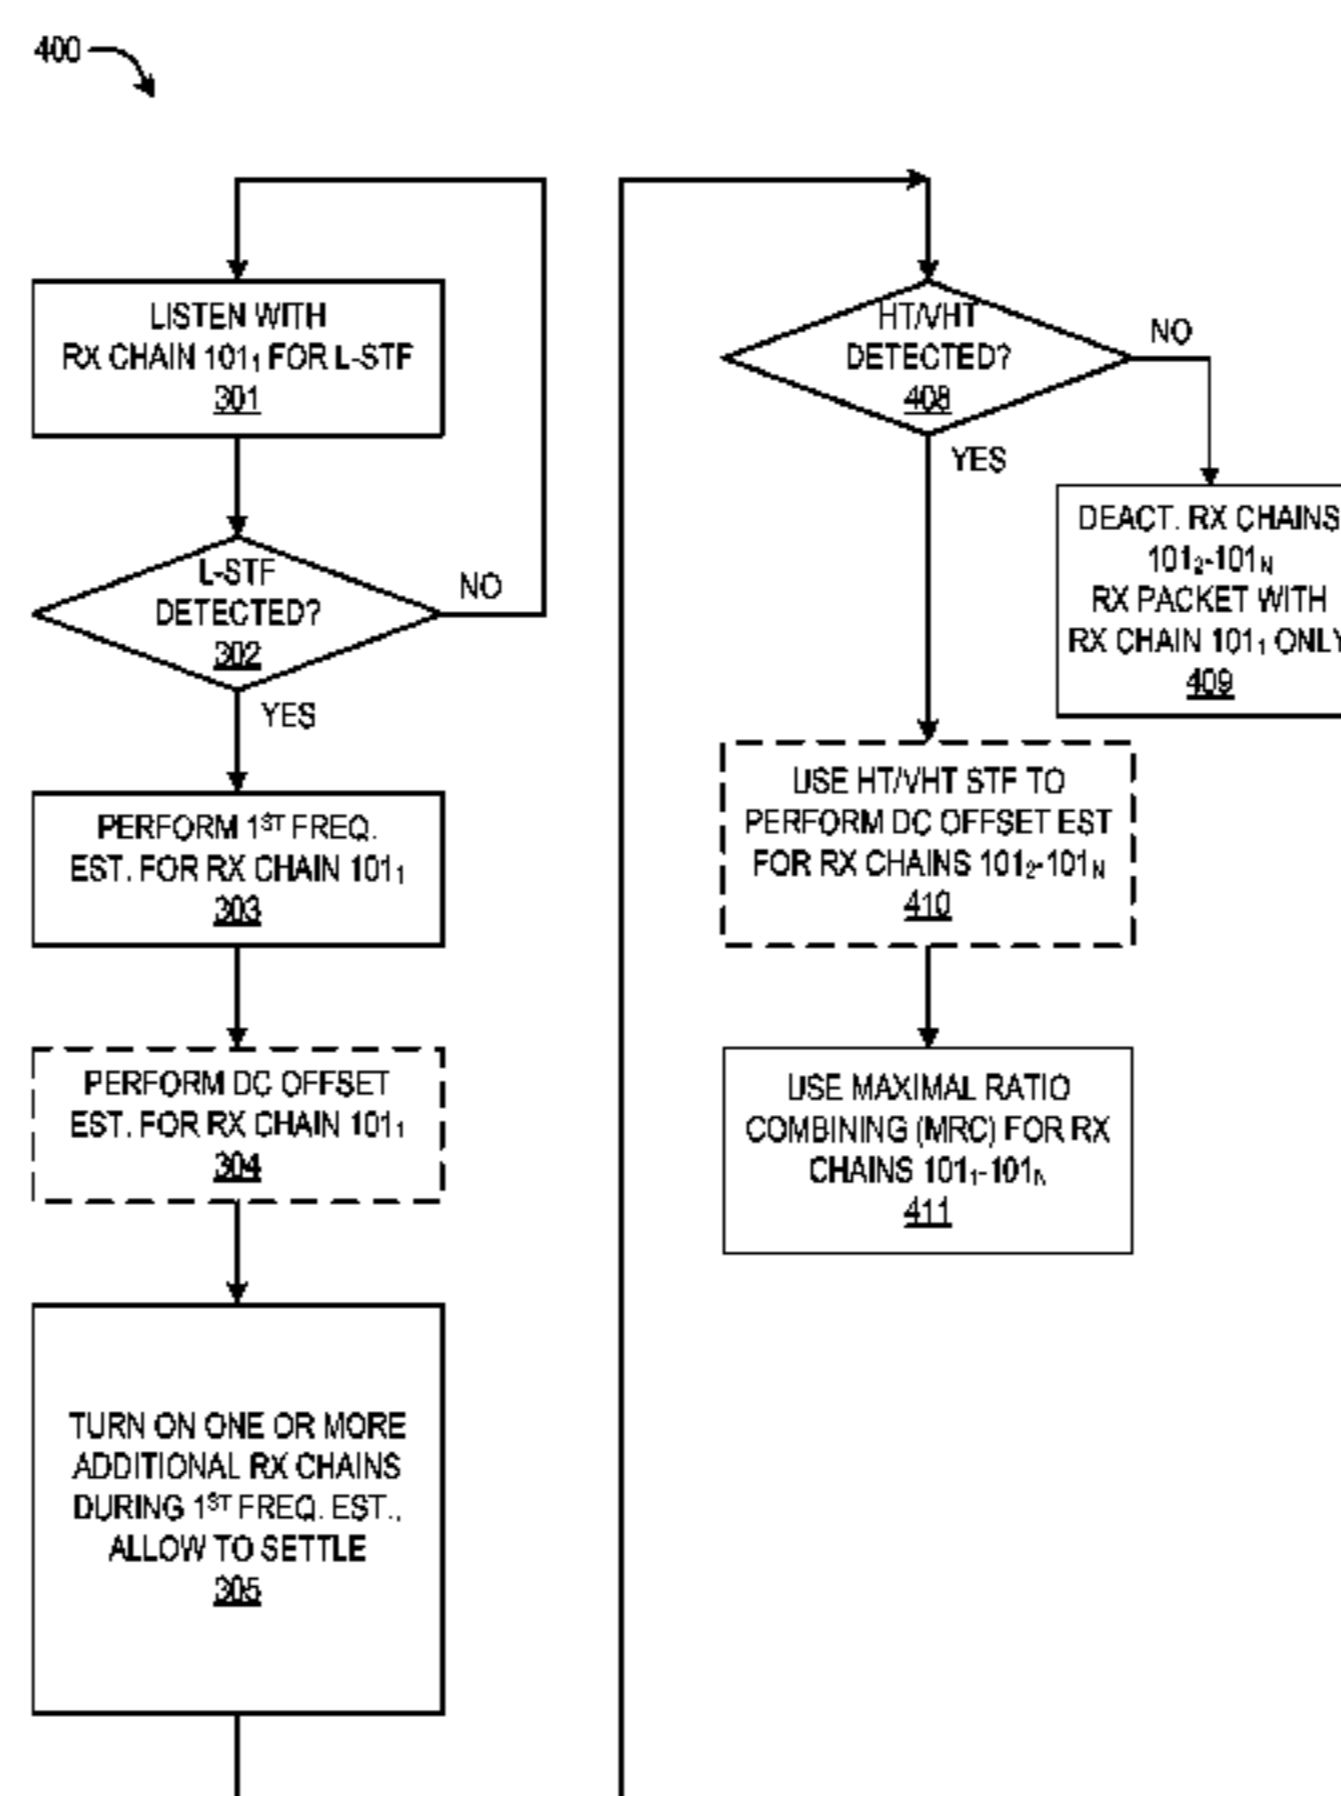 400
LISTEN WITH
RX CHAIN 101₁ FOR L-STF
301
L-STF
DETECTED?
302
NO
YES
PERFORM 1ST FREQ.
EST. FOR RX CHAIN 101₁
303
PERFORM DC OFFSET
EST. FOR RX CHAIN 101₁
304
TURN ON ONE OR MORE
ADDITIONAL RX CHAINS
DURING 1ST FREQ. EST.,
ALLOW TO SETTLE
305
HT/VHT
DETECTED?
408
NO
YES
DEACT. RX CHAINS
101₂-101N
RX PACKET WITH
RX CHAIN 101₁ ONLY
409
USE HT/VHT STF TO
PERFORM DC OFFSET EST
FOR RX CHAINS 101₂-101N
410
USE MAXIMAL RATIO
COMBINING (MRC) FOR RX
CHAINS 101₁-101N
411